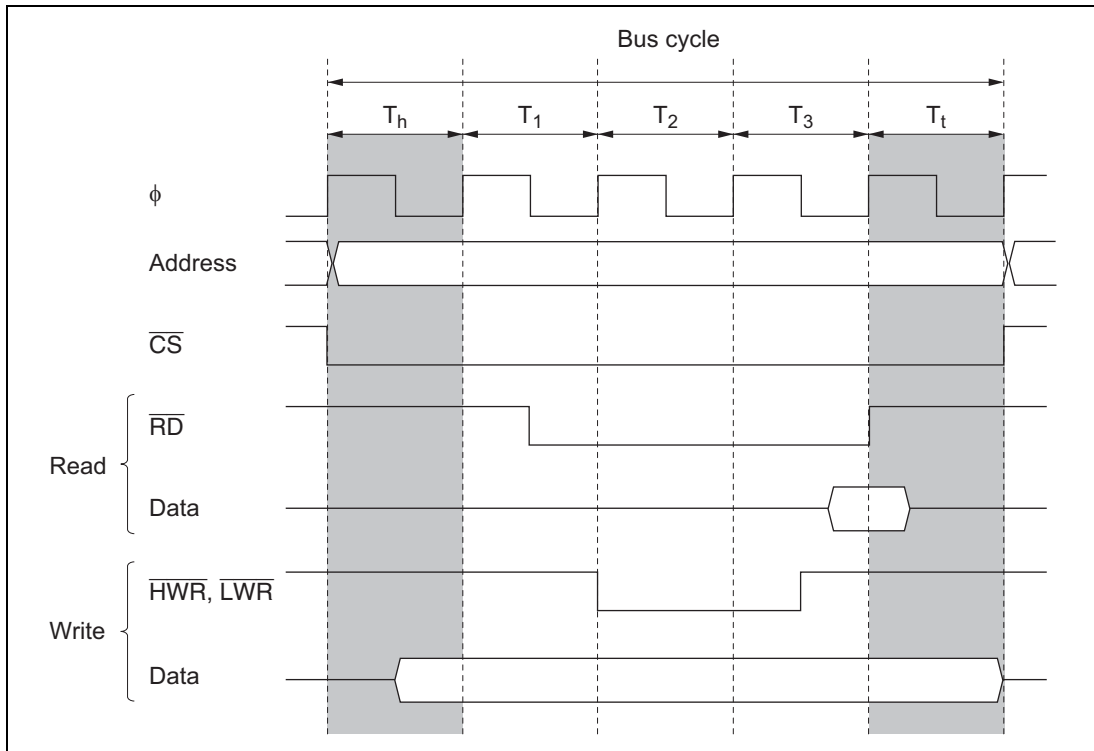 Bus cycle
Th T1 T2 T3 Tt
ϕ
Address
CS
RD
Read
Data
HWR, LWR
Write
Data